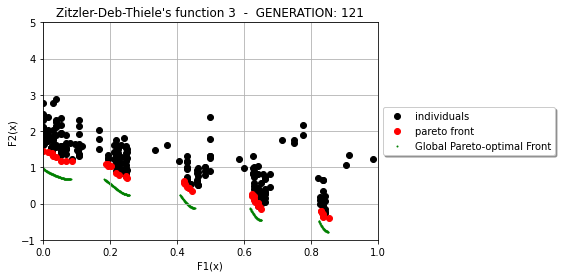 Zitzler-Deb-Thiele's function 3 - GENERATION: 121
5
4
3
2
1
0
−1
F2(x)
0.0 0.2 0.4 0.6 0.8 1.0
F1(x)
individuals
pareto front
Global Pareto-optimal Front